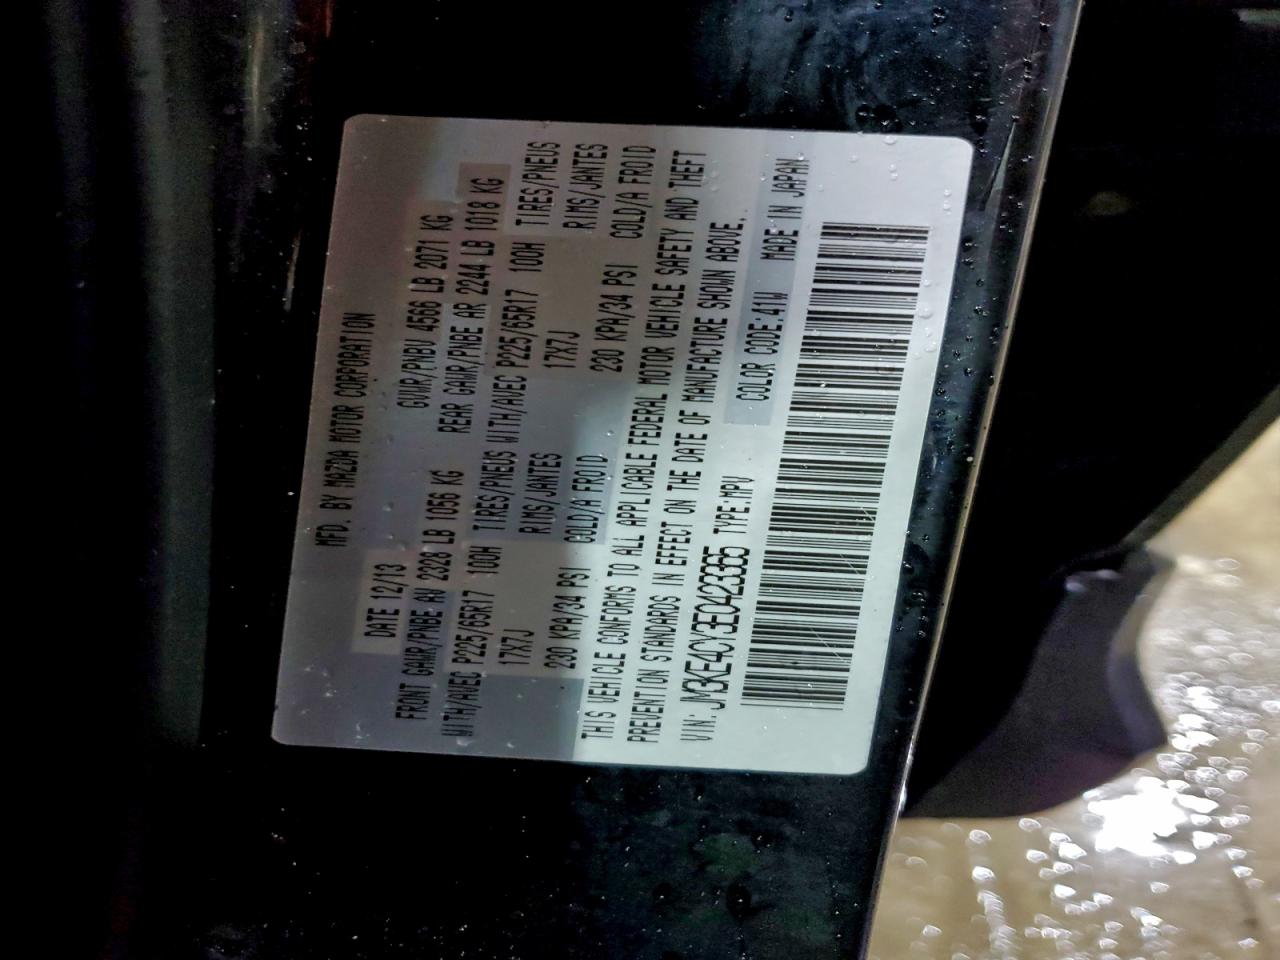 MFD. BY MAZDA MOTOR CORPORATION
DATE 12/13 GVWR/PNBV 4566 LB 2071 KG
FRONT GAWR/PNBE AV 2328 LB 1056 KG REAR GAWR/PNBE AR 2244 LB 1018 KG
WITH/AVEC P225/65R17 100H TIRES/PNEUS WITH/AVEC P225/65R17 100H TIRES/PNEUS
17X7J RIMS/JANTES 17X7J RIMS/JANTES
230 KPA/34 PSI COLD/A FROID 230 KPA/34 PSI COLD/A FROID
THIS VEHICLE CONFORMS TO ALL APPLICABLE FEDERAL MOTOR VEHICLE SAFETY AND THEFT
PREVENTION STANDARDS IN EFFECT ON THE DATE OF MANUFACTURE SHOWN ABOVE.
VIN: JM3KE4CY3E0423365 TYPE:MPV COLOR CODE:41W MADE IN JAPAN